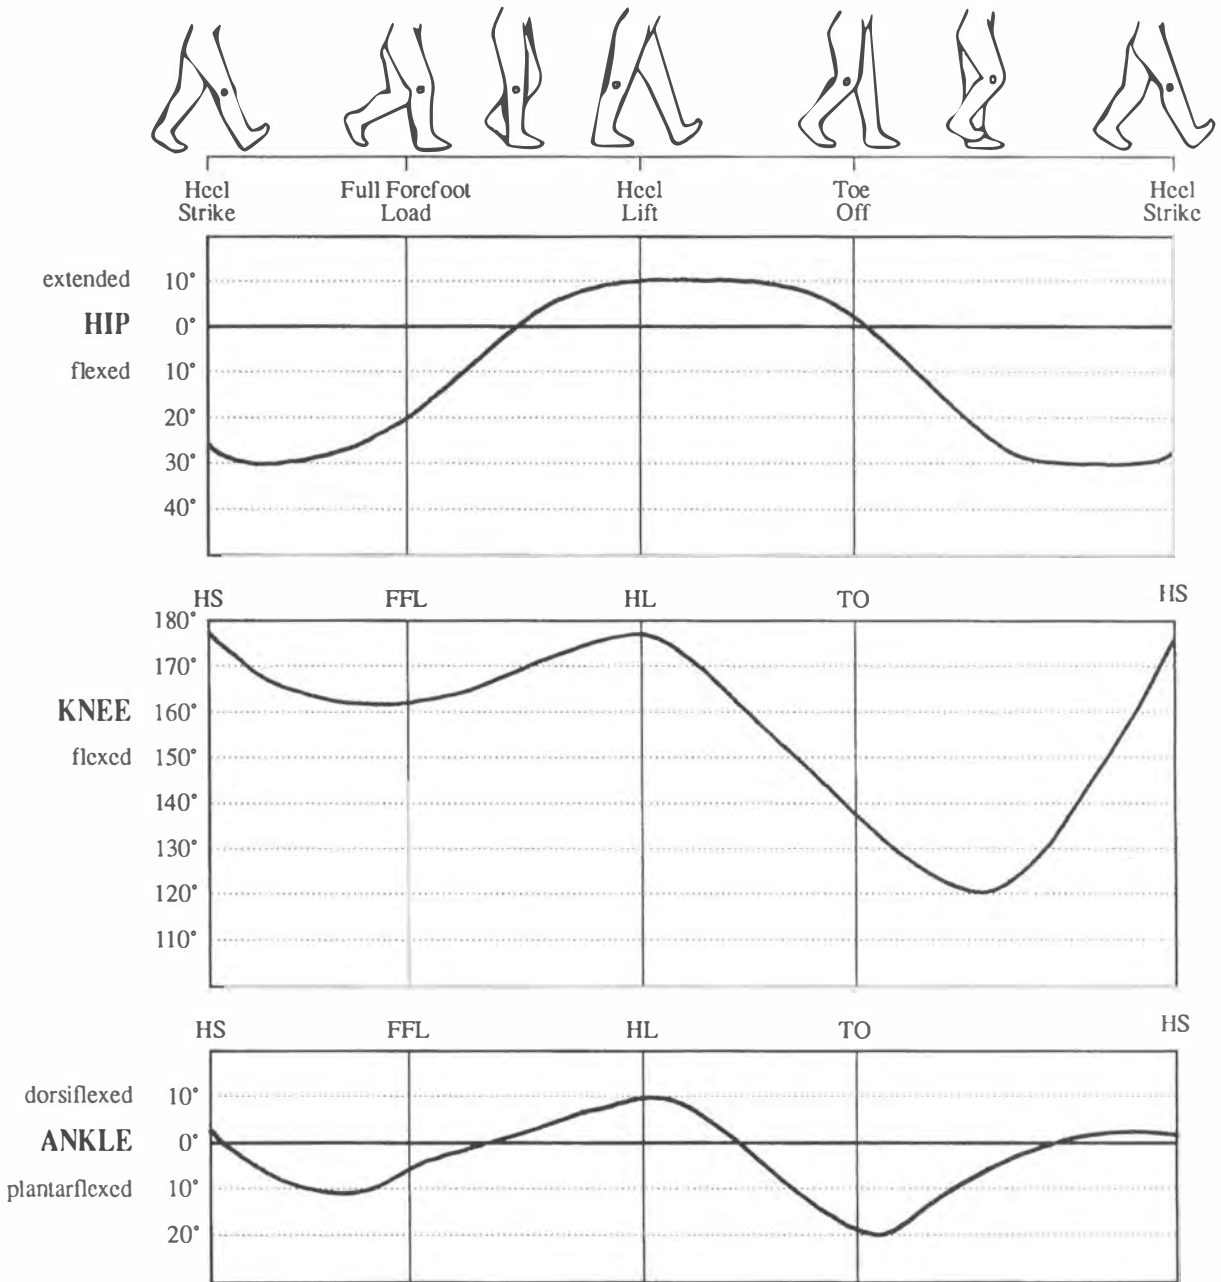 Heel Full Forefoot Heel Toe Heel
Strike Load Lift Off Strike
extended 10°
HIP 0°
flexed 10°
20°
30°
40°
HS FFL HL TO HS
180°
170°
KNEE 160°
flexed 150°
140°
130°
120°
110°
HS FFL HL TO HS
dorsiflexed 10°
ANKLE 0°
plantarflexed 10°
20°